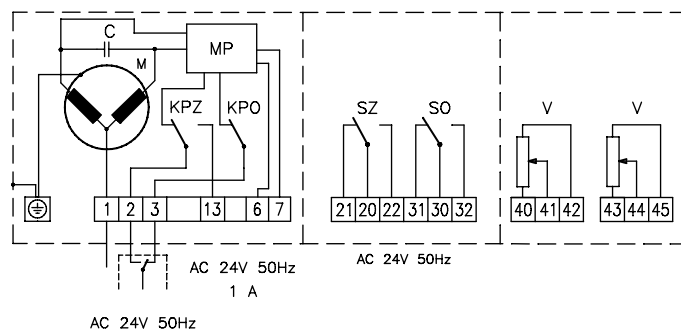 C
MP
M
KPZ KPO
SZ SO
V V
1 2 3 13 6 7
21 20 22 31 30 32
40 41 42
43 44 45
AC 24V 50Hz
1 A
AC 24V 50Hz
AC 24V 50Hz